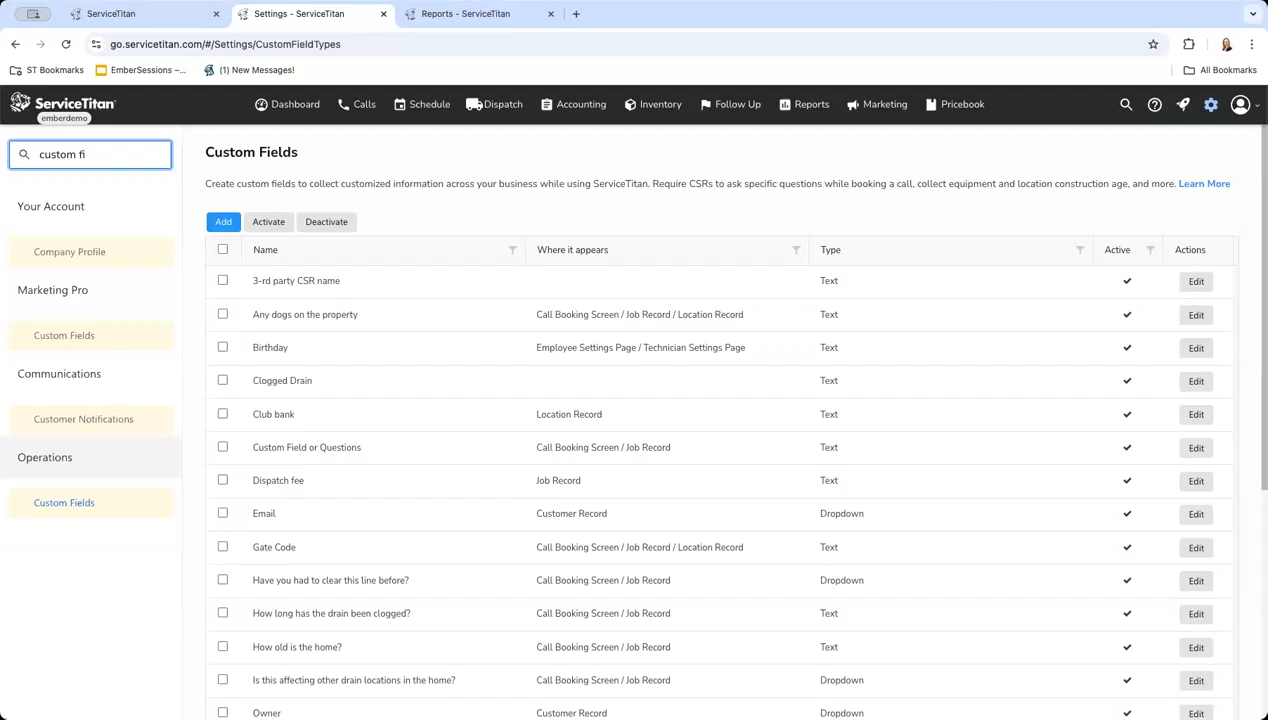 ServiceTitan
Settings - ServiceTitan
Reports - ServiceTitan
go.servicetitan.com/#/Settings/CustomFieldTypes
ST Bookmarks
EmberSessions –...
(1) New Messages!
All Bookmarks
ServiceTitan
emberdemo
Dashboard
Calls
Schedule
Dispatch
Accounting
Inventory
Follow Up
Reports
Marketing
Pricebook
custom fi
Your Account
Company Profile
Marketing Pro
Custom Fields
Communications
Customer Notifications
Operations
Custom Fields
Custom Fields
Create custom fields to collect customized information across your business while using ServiceTitan. Require CSRs to ask specific questions while booking a call, collect equipment and location construction age, and more. Learn More
Add Activate Deactivate
Name Where it appears Type Active Actions
3-rd party CSR name Text Edit
Any dogs on the property Call Booking Screen / Job Record / Location Record Text Edit
Birthday Employee Settings Page / Technician Settings Page Text Edit
Clogged Drain Text Edit
Club bank Location Record Text Edit
Custom Field or Questions Call Booking Screen / Job Record Text Edit
Dispatch fee Job Record Text Edit
Email Customer Record Dropdown Edit
Gate Code Call Booking Screen / Job Record / Location Record Text Edit
Have you had to clear this line before? Call Booking Screen / Job Record Dropdown Edit
How long has the drain been clogged? Call Booking Screen / Job Record Text Edit
How old is the home? Call Booking Screen / Job Record Text Edit
Is this affecting other drain locations in the home? Call Booking Screen / Job Record Dropdown Edit
Owner Customer Record Dropdown Edit